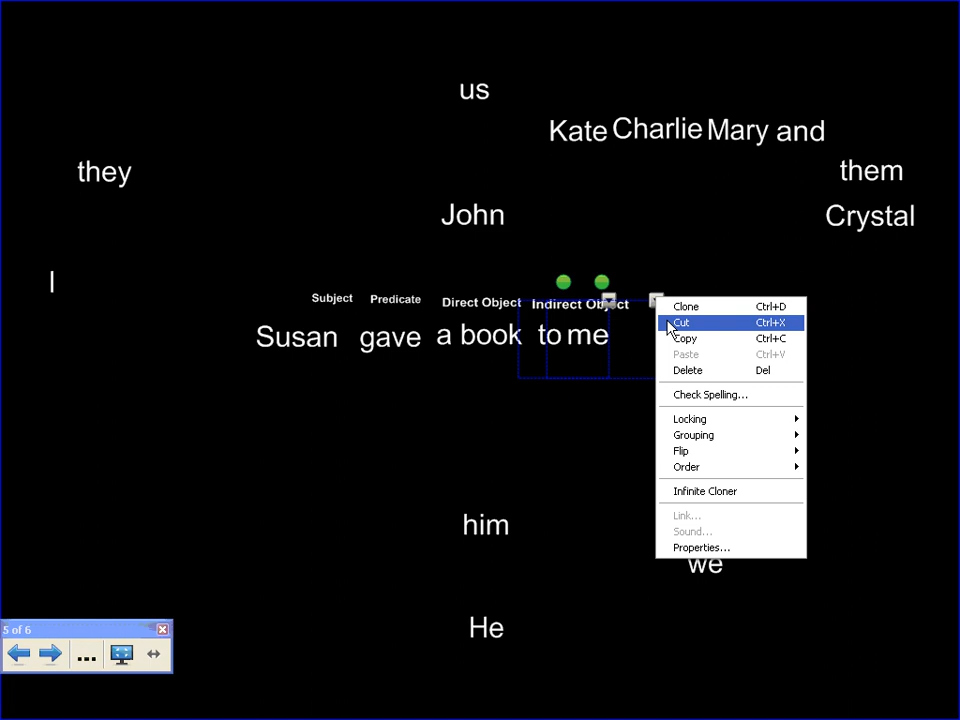 us
Kate Charlie Mary and
they
them
John
Crystal
I
Subject Predicate Direct Object Indirect Object
Susan gave a book to me
Clone Ctrl+D
Cut Ctrl+X
Copy Ctrl+C
Paste Ctrl+V
Delete Del
Check Spelling...
Locking
Grouping
Flip
Order
Infinite Cloner
Link...
Sound...
Properties...
him
we
He
5 of 6
...